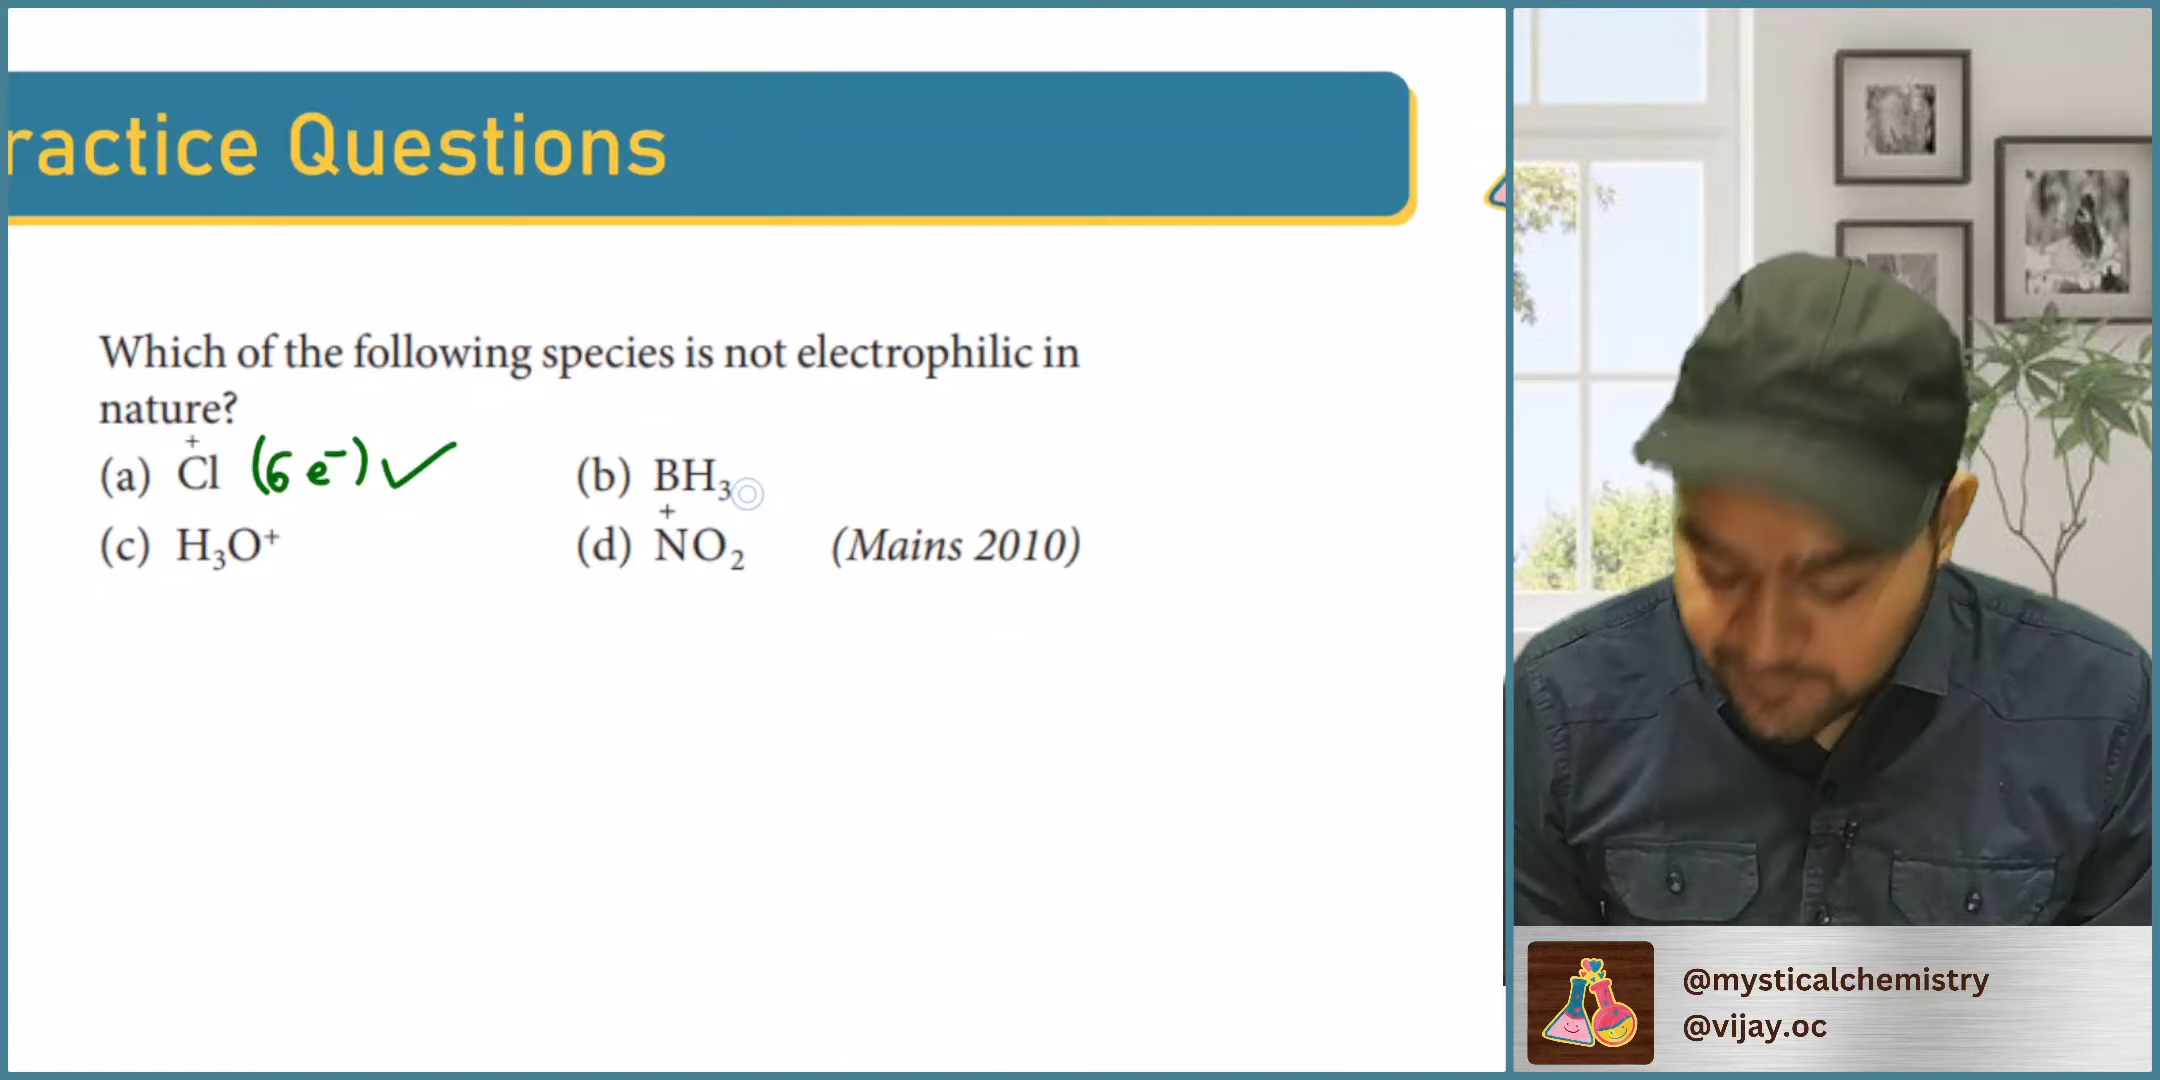 ractice Questions
Which of the following species is not electrophilic in
nature?
(a) C̟l⁺ (6 e⁻) ✓ (b) BH₃
(c) H₃O⁺ (d) N⁺O₂ (Mains 2010)
@mysticalchemistry
@vijay.oc